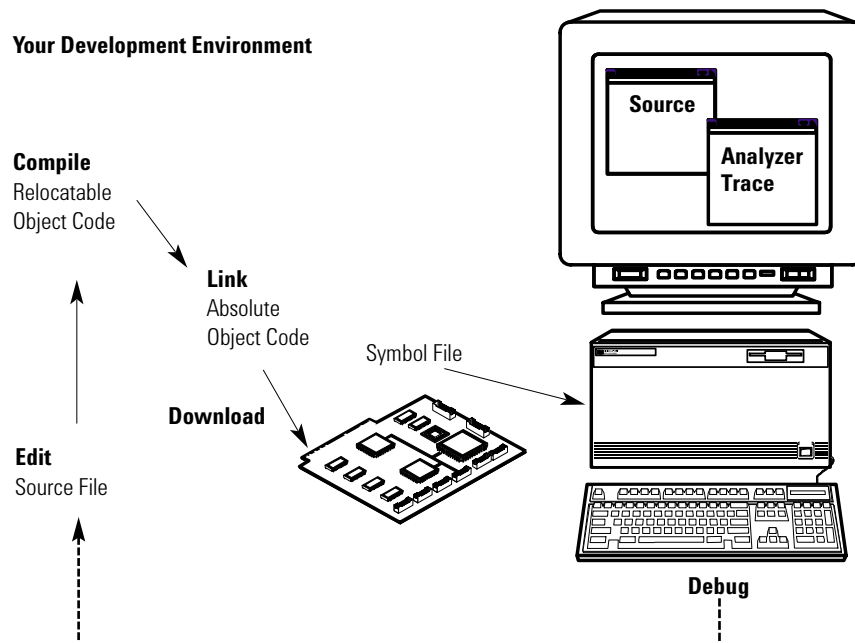 Your Development Environment
Source
Analyzer
Trace
Compile
Relocatable
Object Code
Link
Absolute
Object Code
Symbol File
Download
Edit
Source File
Debug